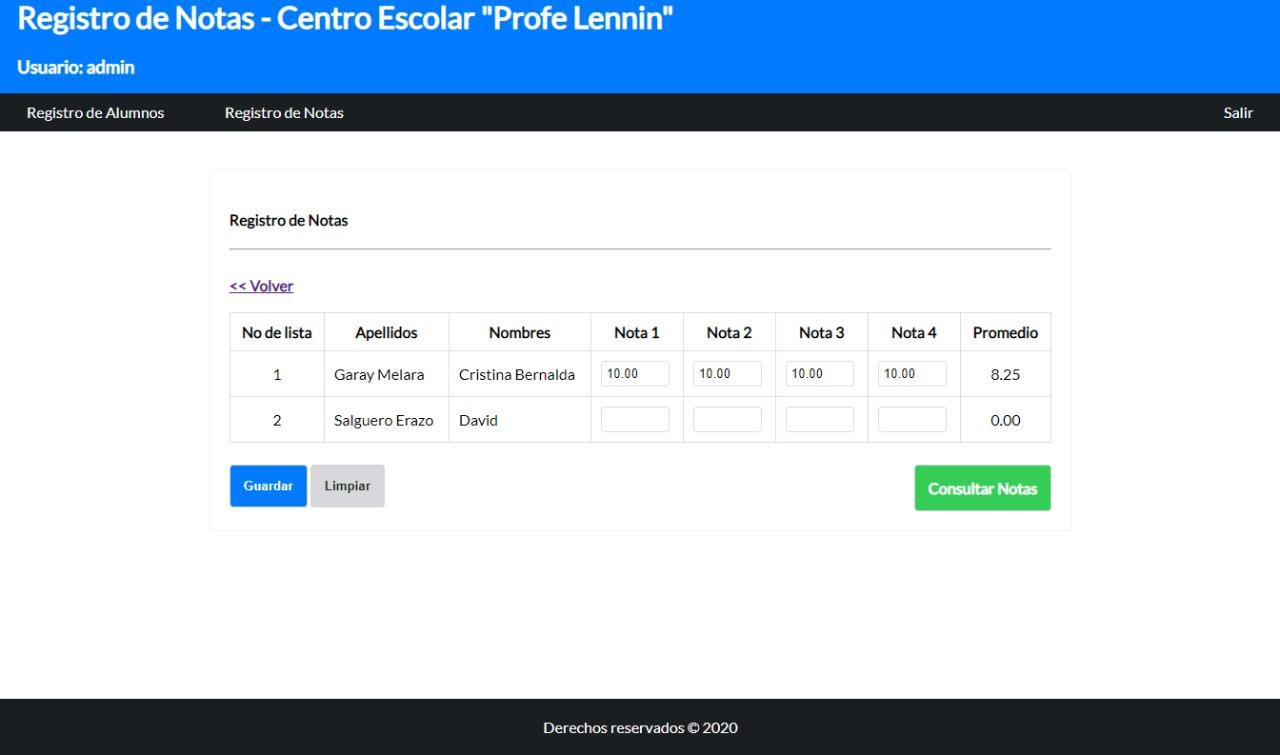 Registro de Notas - Centro Escolar "Profe Lennin"
Usuario: admin
Registro de Alumnos Registro de Notas Salir
Registro de Notas
<< Volver
No de lista Apellidos Nombres Nota 1 Nota 2 Nota 3 Nota 4 Promedio
1 Garay Melara Cristina Bernalda 10.00 10.00 10.00 10.00 8.25
2 Salguero Erazo David 0.00
Guardar Limpiar Consultar Notas
Derechos reservados © 2020